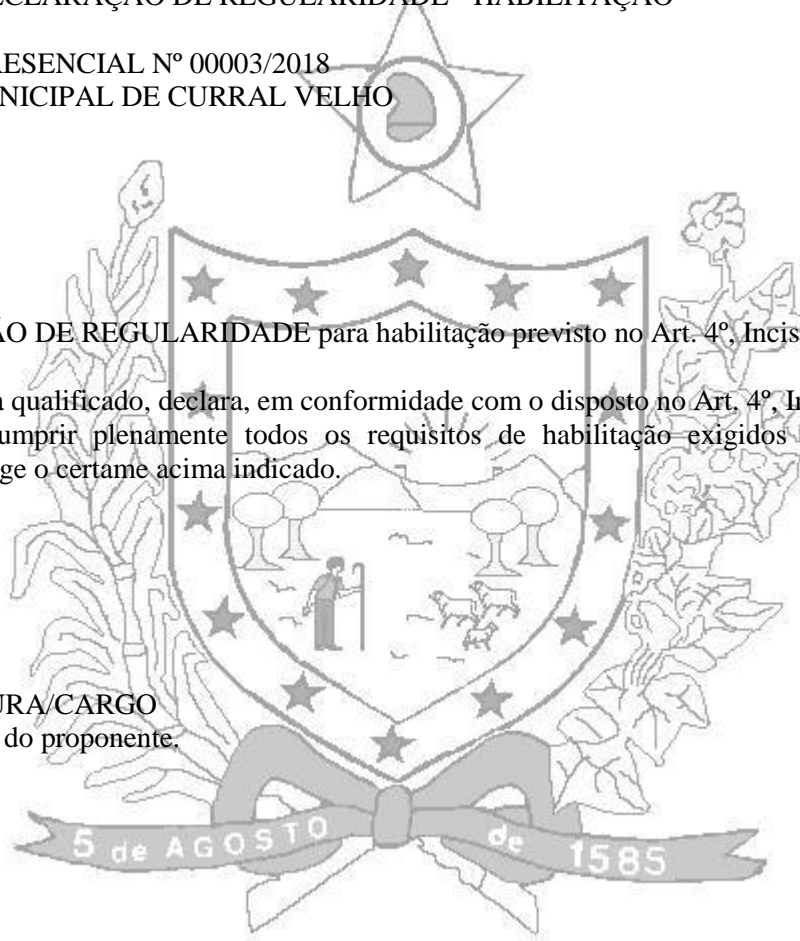 ECLARAÇÃO DE REGULARIDADE - HABILITAÇÃO
RESENCIAL Nº 00003/2018
NICIPAL DE CURRAL VELHO
ÃO DE REGULARIDADE para habilitação previsto no Art. 4º, Incis
a qualificado, declara, em conformidade com o disposto no Art. 4º, In
umprir plenamente todos os requisitos de habilitação exigidos
ge o certame acima indicado.
URA/CARGO
do proponente.
5 de AGOSTO de 1585